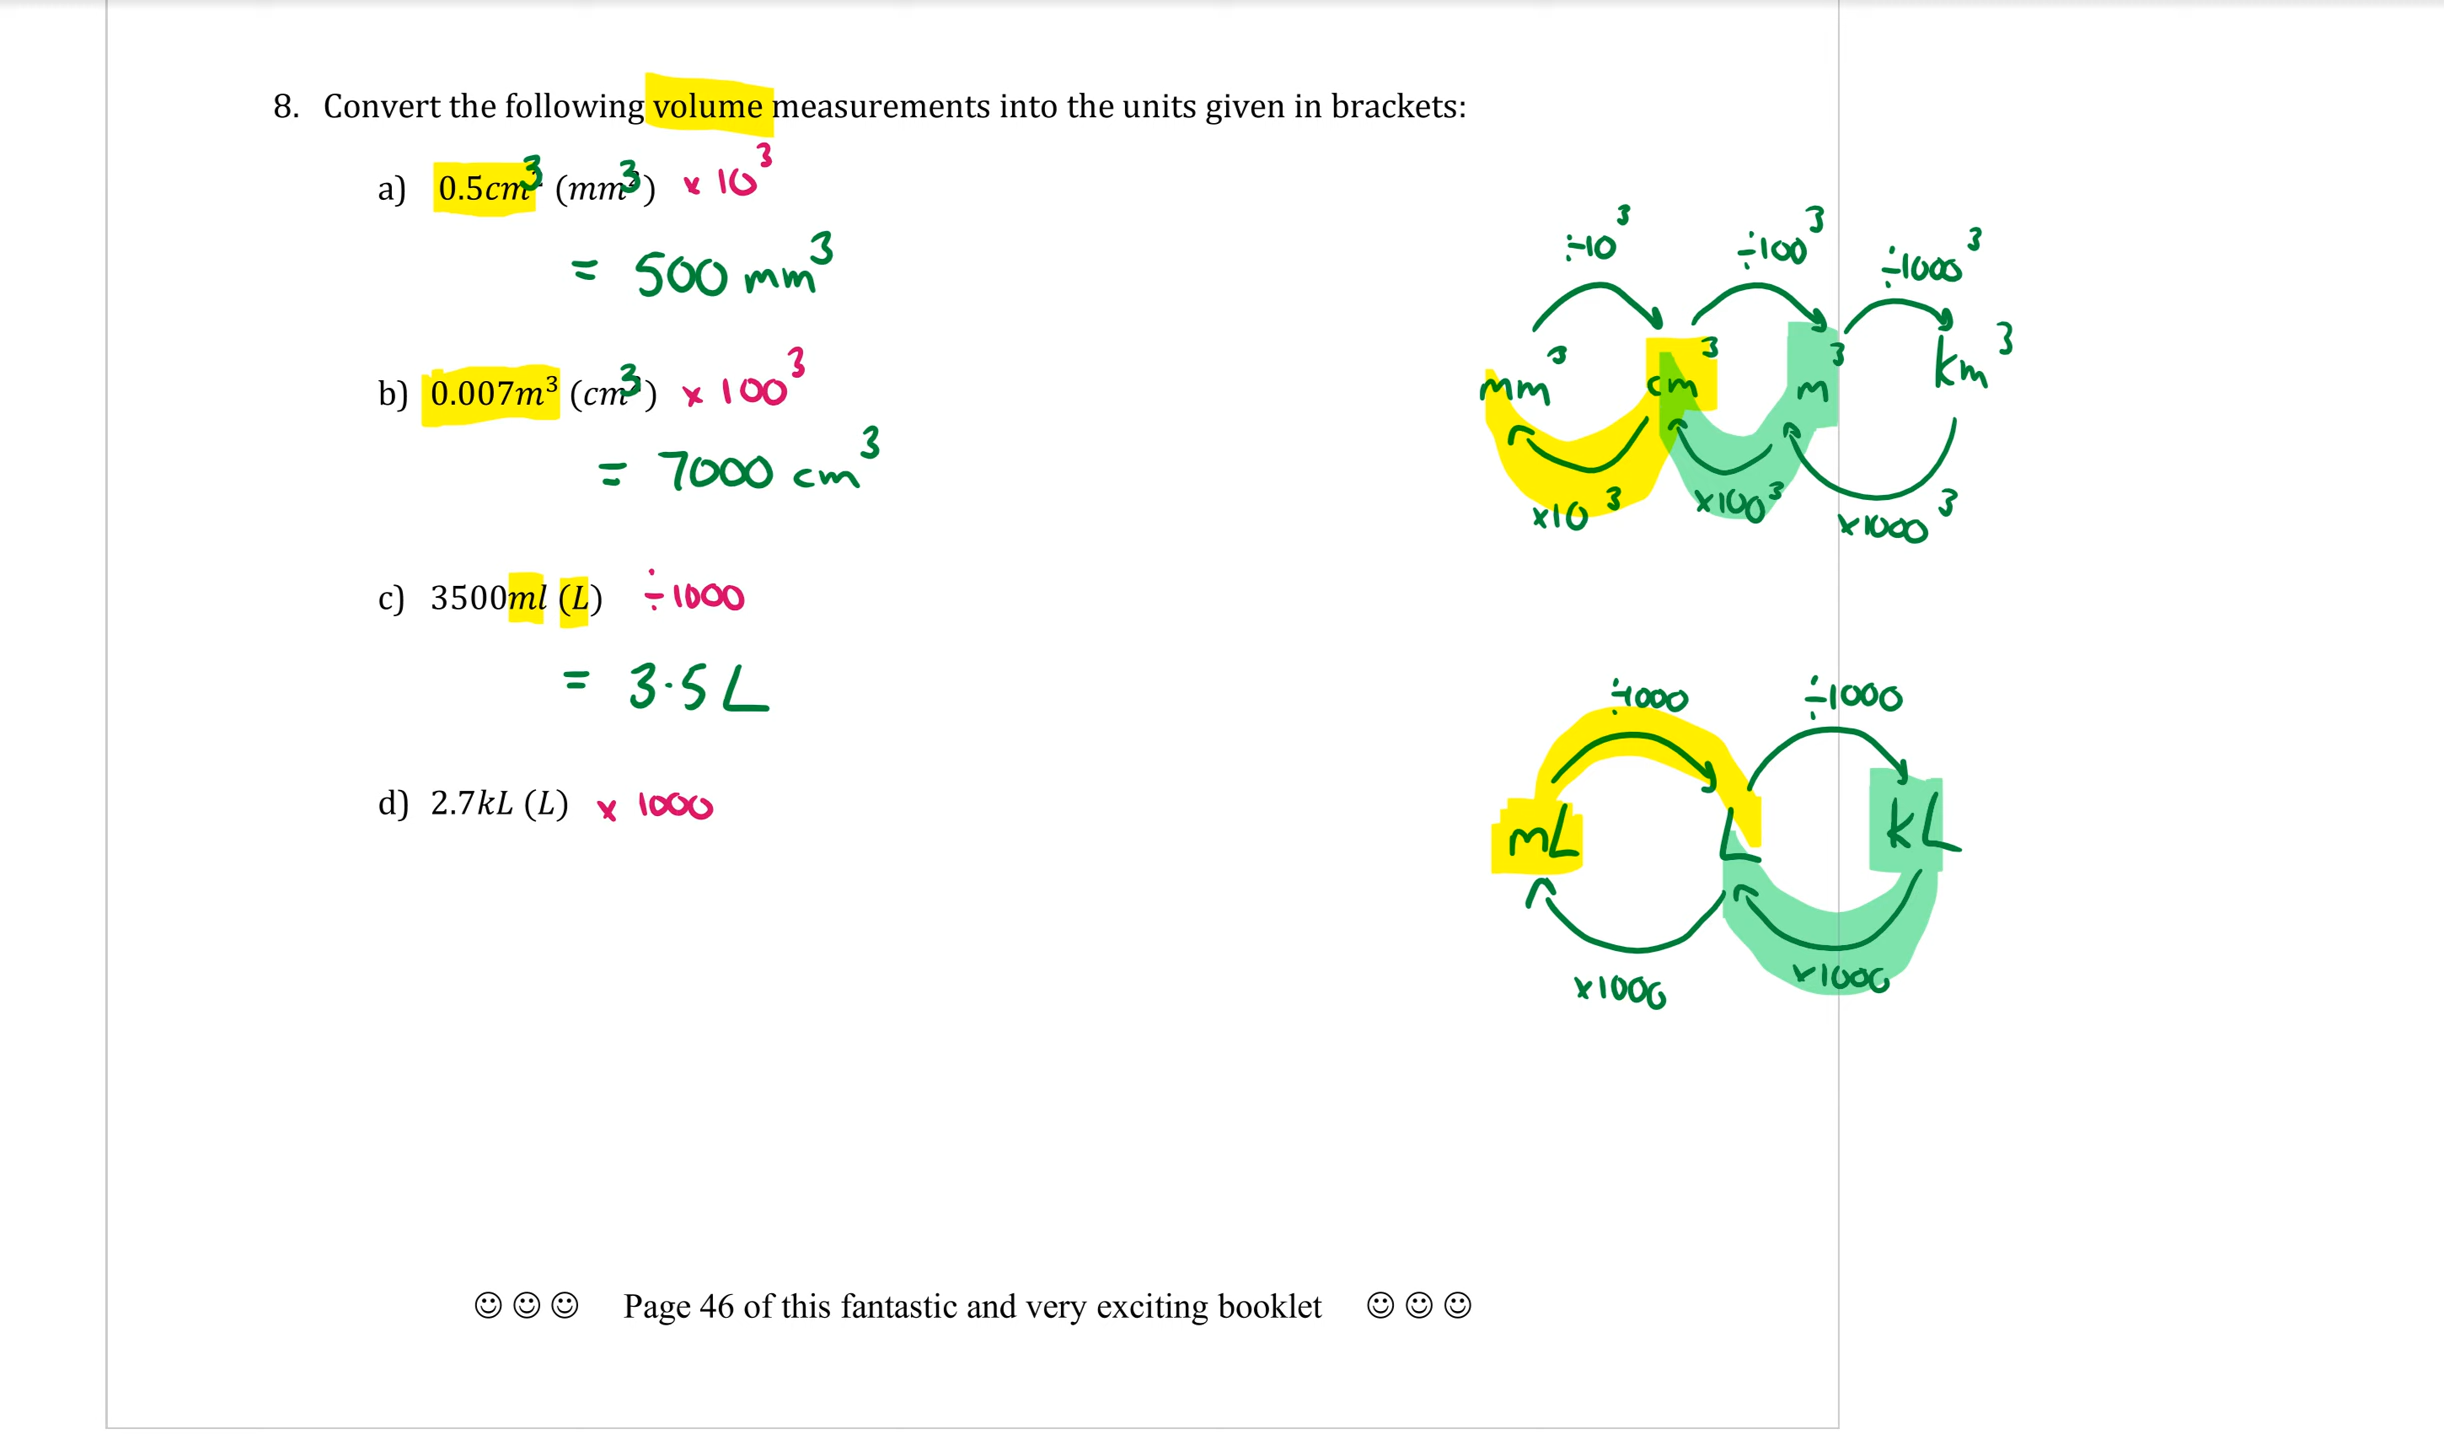 8. Convert the following volume measurements into the units given in brackets:
a) 0.5cm³ (mm³) × 10³
= 500 mm³
b) 0.007m³ (cm³) × 100³
= 7000 cm³
c) 3500ml (L) ÷1000
= 3.5 L
d) 2.7kL (L) × 1000
÷10³ ÷100³ ÷1000³
mm³ cm³ m³ km³
×10³ ×100³ ×1000³
÷1000 ÷1000
mL L kL
×1000 ×1000
☺☺☺ Page 46 of this fantastic and very exciting booklet ☺☺☺